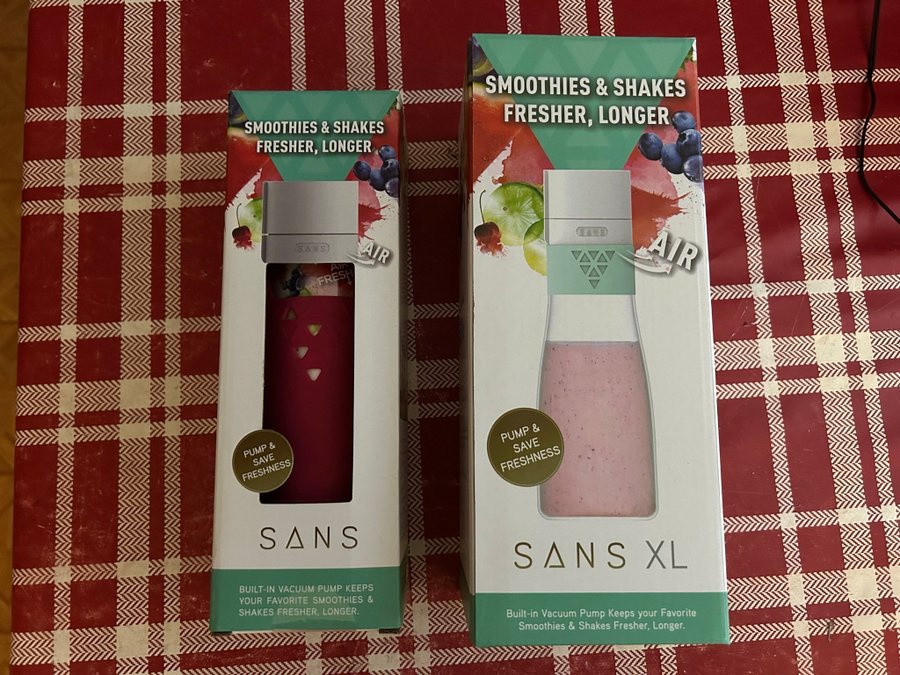 SMOOTHIES & SHAKES
FRESHER, LONGER
SANS
AIR
FRESH
PUMP &
SAVE
FRESHNESS
SANS
BUILT-IN VACUUM PUMP KEEPS
YOUR FAVORITE SMOOTHIES &
SHAKES FRESHER, LONGER.
SMOOTHIES & SHAKES
FRESHER, LONGER
SANS
AIR
PUMP &
SAVE
FRESHNESS
SANS XL
Built-in Vacuum Pump Keeps your Favorite
Smoothies & Shakes Fresher, Longer.